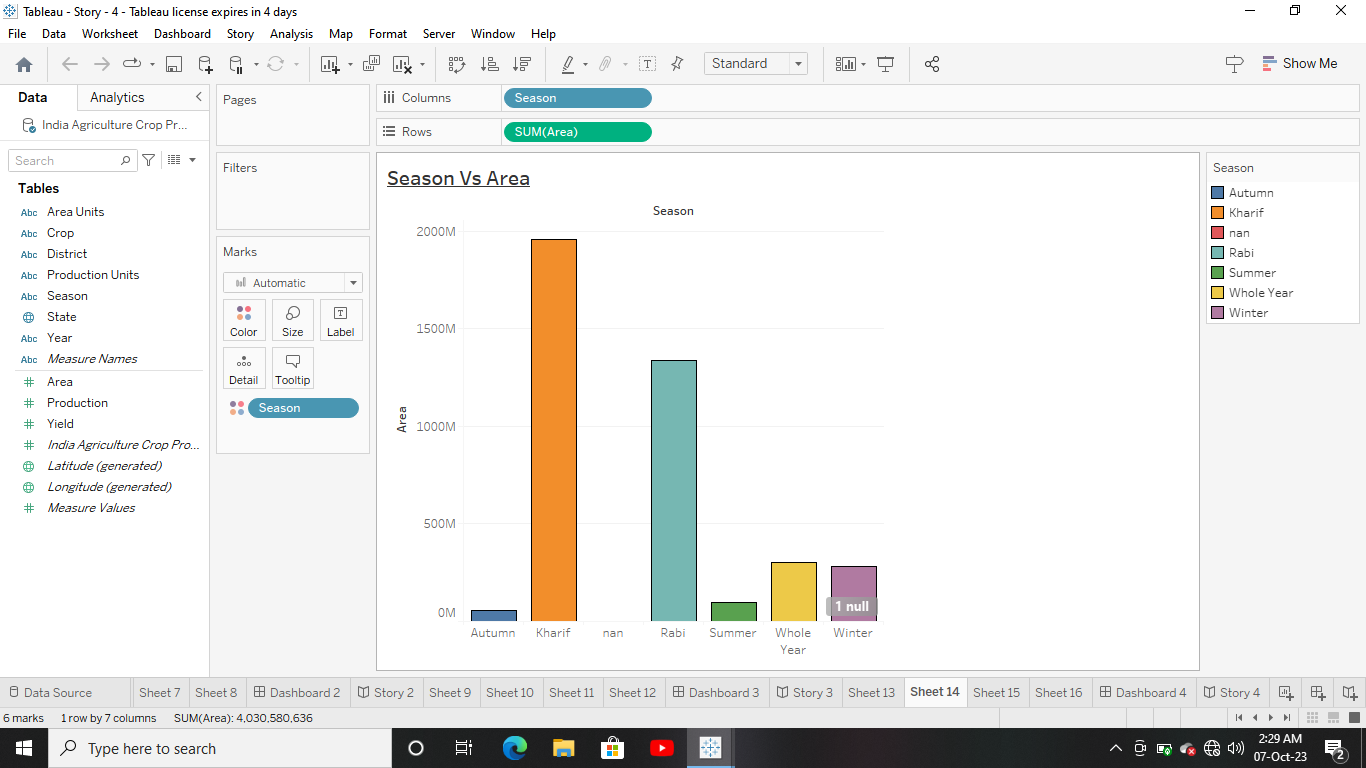 Tableau - Story - 4 - Tableau license expires in 4 days
File Data Worksheet Dashboard Story Analysis Map Format Server Window Help
Standard
Show Me
Data Analytics
India Agriculture Crop Pr...
Search
Tables
Abc Area Units
Abc Crop
Abc District
Abc Production Units
Abc Season
State
Abc Year
Abc Measure Names
Area
Production
Yield
India Agriculture Crop Pro...
Latitude (generated)
Longitude (generated)
Measure Values
Pages
Filters
Marks
Automatic
Color Size Label
Detail Tooltip
Season
Columns Season
Rows SUM(Area)
Season Vs Area
Season
2000M
1500M
1000M
500M
0M
Area
1 null
Autumn Kharif nan Rabi Summer Whole Year Winter
Season
Autumn
Kharif
nan
Rabi
Summer
Whole Year
Winter
Data Source Sheet 7 Sheet 8 Dashboard 2 Story 2 Sheet 9 Sheet 10 Sheet 11 Sheet 12 Dashboard 3 Story 3 Sheet 13 Sheet 14 Sheet 15 Sheet 16 Dashboard 4 Story 4
6 marks 1 row by 7 columns SUM(Area): 4,030,580,636
Type here to search
2:29 AM
07-Oct-23
2